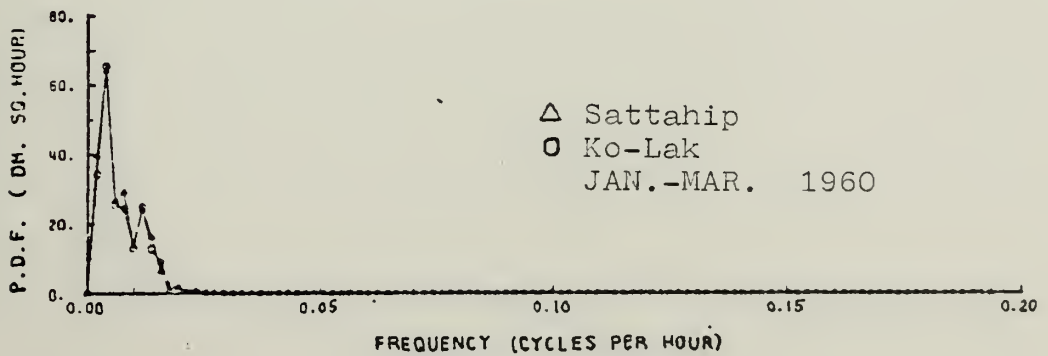 P.D.F. ( DM. SQ.HOUR)
80.
60.
40.
20.
0.
△ Sattahip
O Ko-Lak
JAN.-MAR. 1960
0.00 0.05 0.10 0.15 0.20
FREQUENCY (CYCLES PER HOUR)